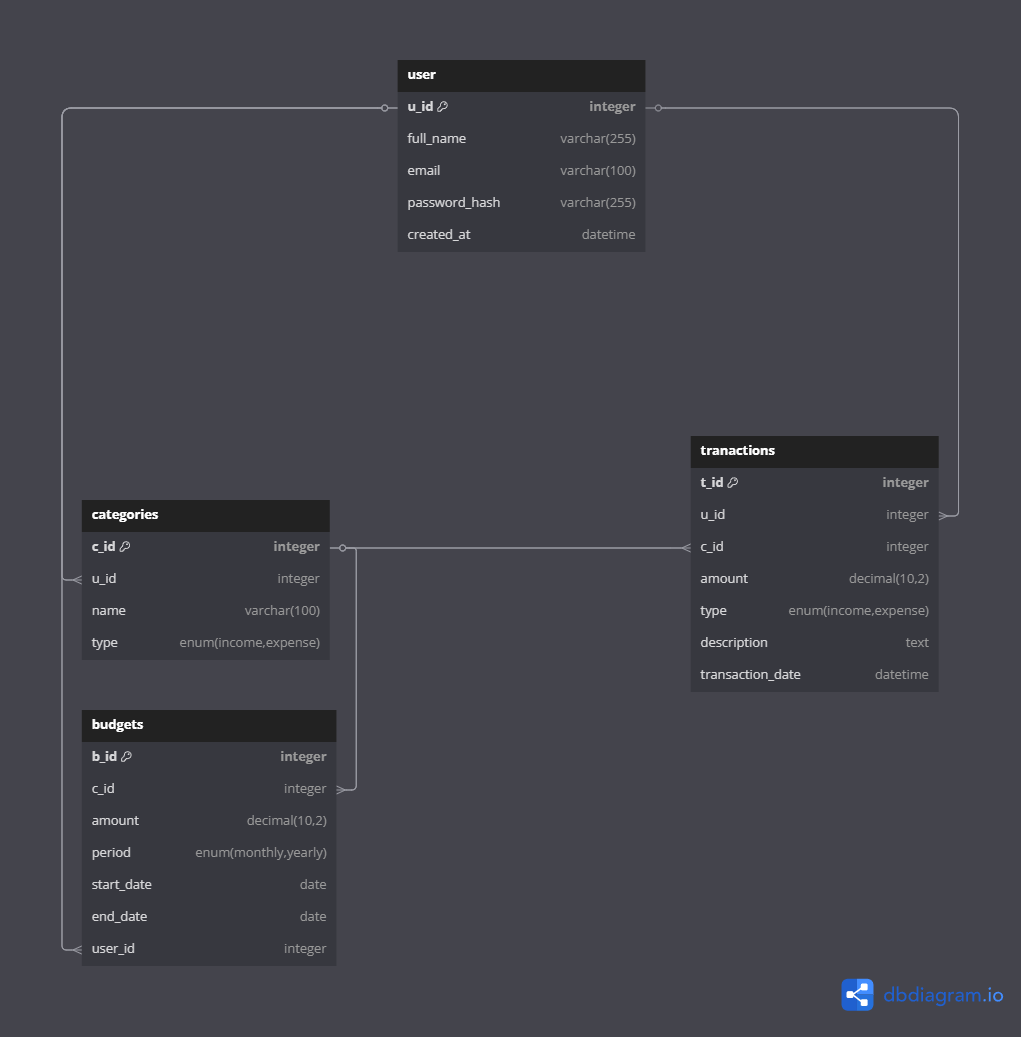 user
u_id integer
full_name varchar(255)
email varchar(100)
password_hash varchar(255)
created_at datetime
tranactions
t_id integer
u_id integer
c_id integer
amount decimal(10,2)
type enum(income,expense)
description text
transaction_date datetime
categories
c_id integer
u_id integer
name varchar(100)
type enum(income,expense)
budgets
b_id integer
c_id integer
amount decimal(10,2)
period enum(monthly,yearly)
start_date date
end_date date
user_id integer
dbdiagram.io